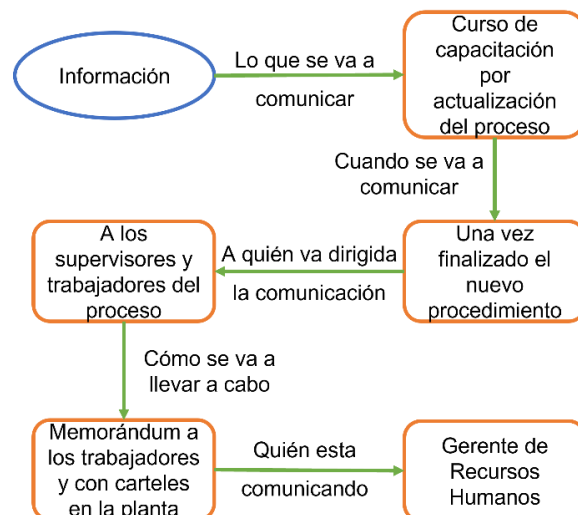 Información
Lo que se va a
comunicar
Curso de
capacitación
por
actualización
del proceso
Cuando se va a
comunicar
Una vez
finalizado el
nuevo
procedimiento
A quién va dirigida
la comunicación
A los
supervisores y
trabajadores del
proceso
Cómo se va a
llevar a cabo
Memorándum a
los trabajadores
y con carteles
en la planta
Quién esta
comunicando
Gerente de
Recursos
Humanos